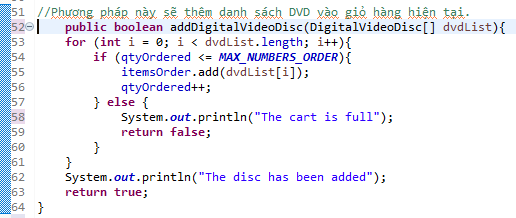 51 //Phương pháp này sẽ thêm danh sách DVD vào giỏ hàng hiện tại.
52 public boolean addDigitalVideoDisc(DigitalVideoDisc[] dvdList){
53 for (int i = 0; i < dvdList.length; i++){
54 if (qtyOrdered <= MAX_NUMBERS_ORDER){
55 itemsOrder.add(dvdList[i]);
56 qtyOrdered++;
57 } else {
58 System.out.println("The cart is full");
59 return false;
60 }
61 }
62 System.out.println("The disc has been added");
63 return true;
64 }